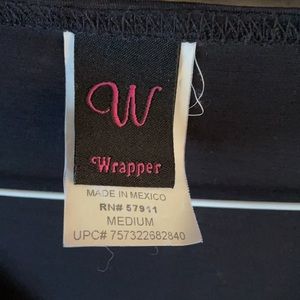 W
Wrapper
MADE IN MEXICO
RN# 57911
MEDIUM
UPC# 757322682840